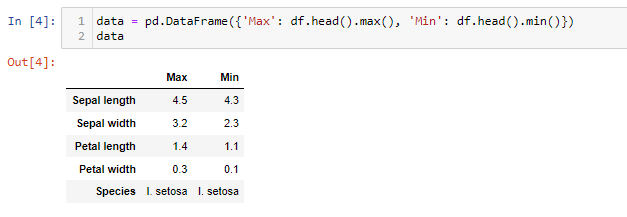 In [4]: 1 data = pd.DataFrame({'Max': df.head().max(), 'Min': df.head().min()})
2 data
Out[4]:
Max Min
Sepal length 4.5 4.3
Sepal width 3.2 2.3
Petal length 1.4 1.1
Petal width 0.3 0.1
Species I. setosa I. setosa